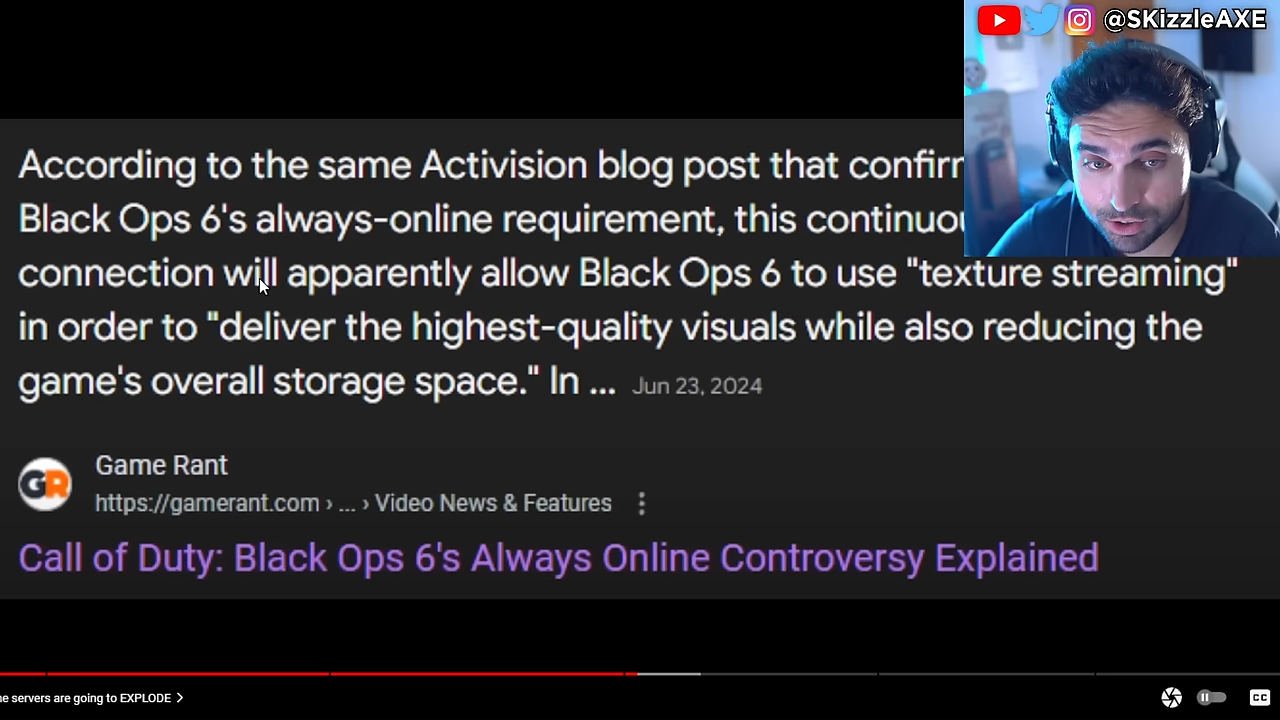 @SKizzleAXE
According to the same Activision blog post that
Black Ops 6's always-online requirement, this
connection will apparently allow Black Ops 6 to use "texture streaming"
in order to "deliver the highest-quality visuals while also reducing the
game's overall storage space." In ... Jun 23, 2024
GR
Game Rant
https://gamerant.com › ... › Video News & Features
Call of Duty: Black Ops 6's Always Online Controversy Explained
servers are going to EXPLODE
CC